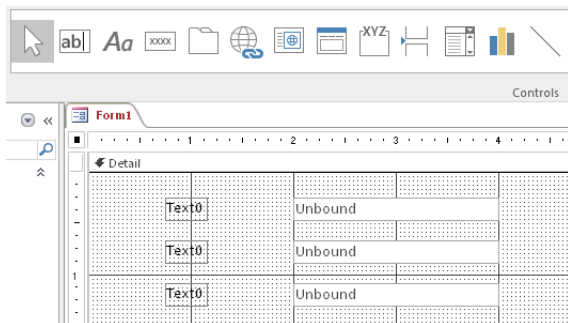 ab
Aa
xxxx
XYZ
Controls
Form1
1 2 3 4
Detail
Text0 Unbound
Text0 Unbound
1
Text0 Unbound